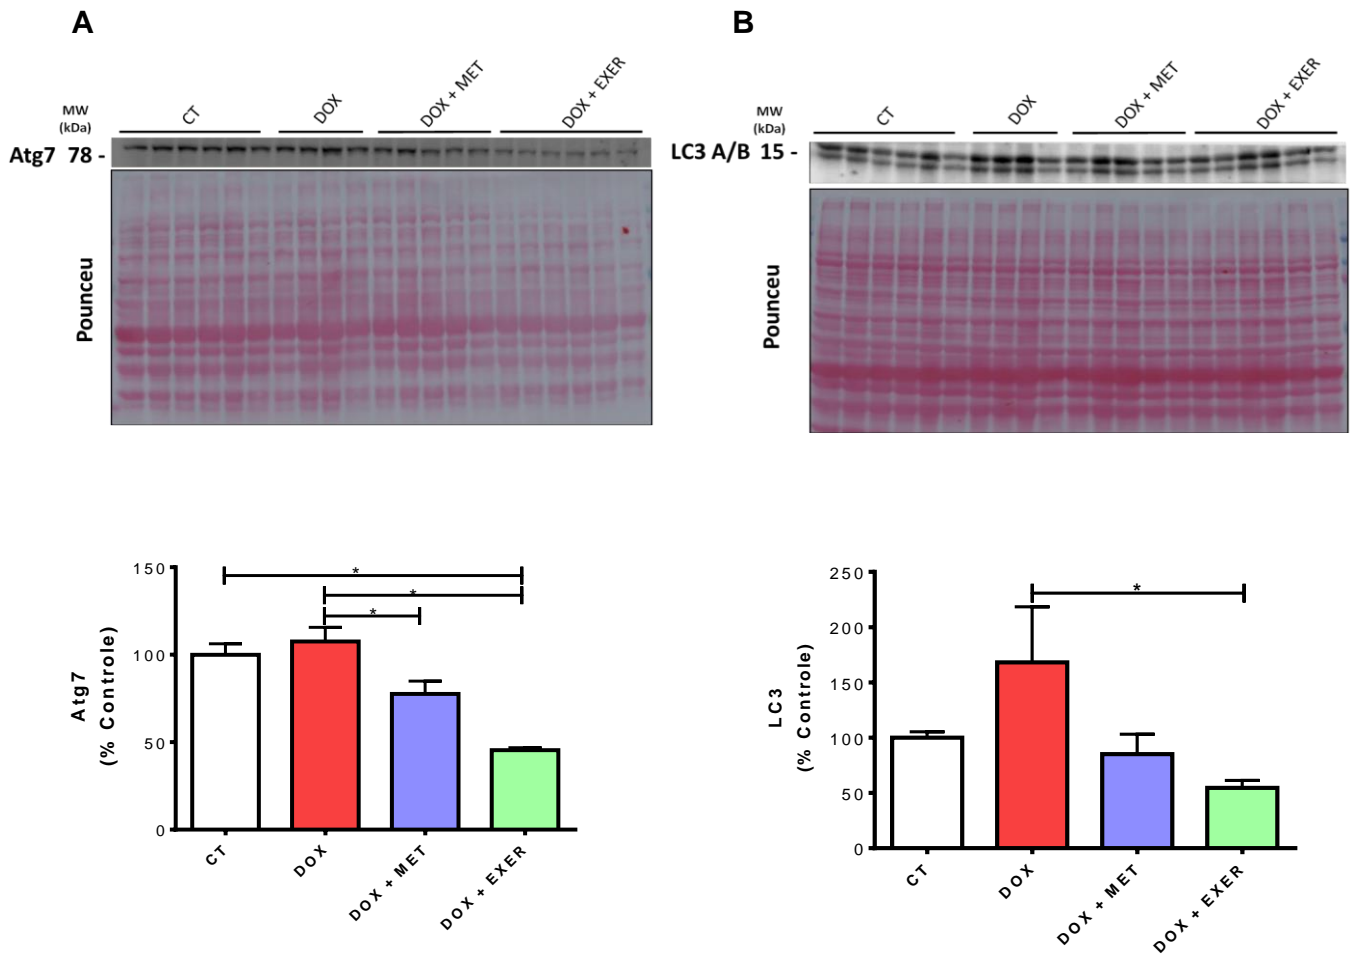 A
MW
(kDa)
CT
DOX
DOX + MET
DOX + EXER
Atg7 78 -
Pounceu
B
MW
(kDa)
CT
DOX
DOX + MET
DOX + EXER
LC3 A/B 15 -
Pounceu
Atg7
(% Controle)
150
100
50
0
*
*
*
CT
DOX
DOX + MET
DOX + EXER
LC3
(% Controle)
250
200
150
100
50
0
*
CT
DOX
DOX + MET
DOX + EXER